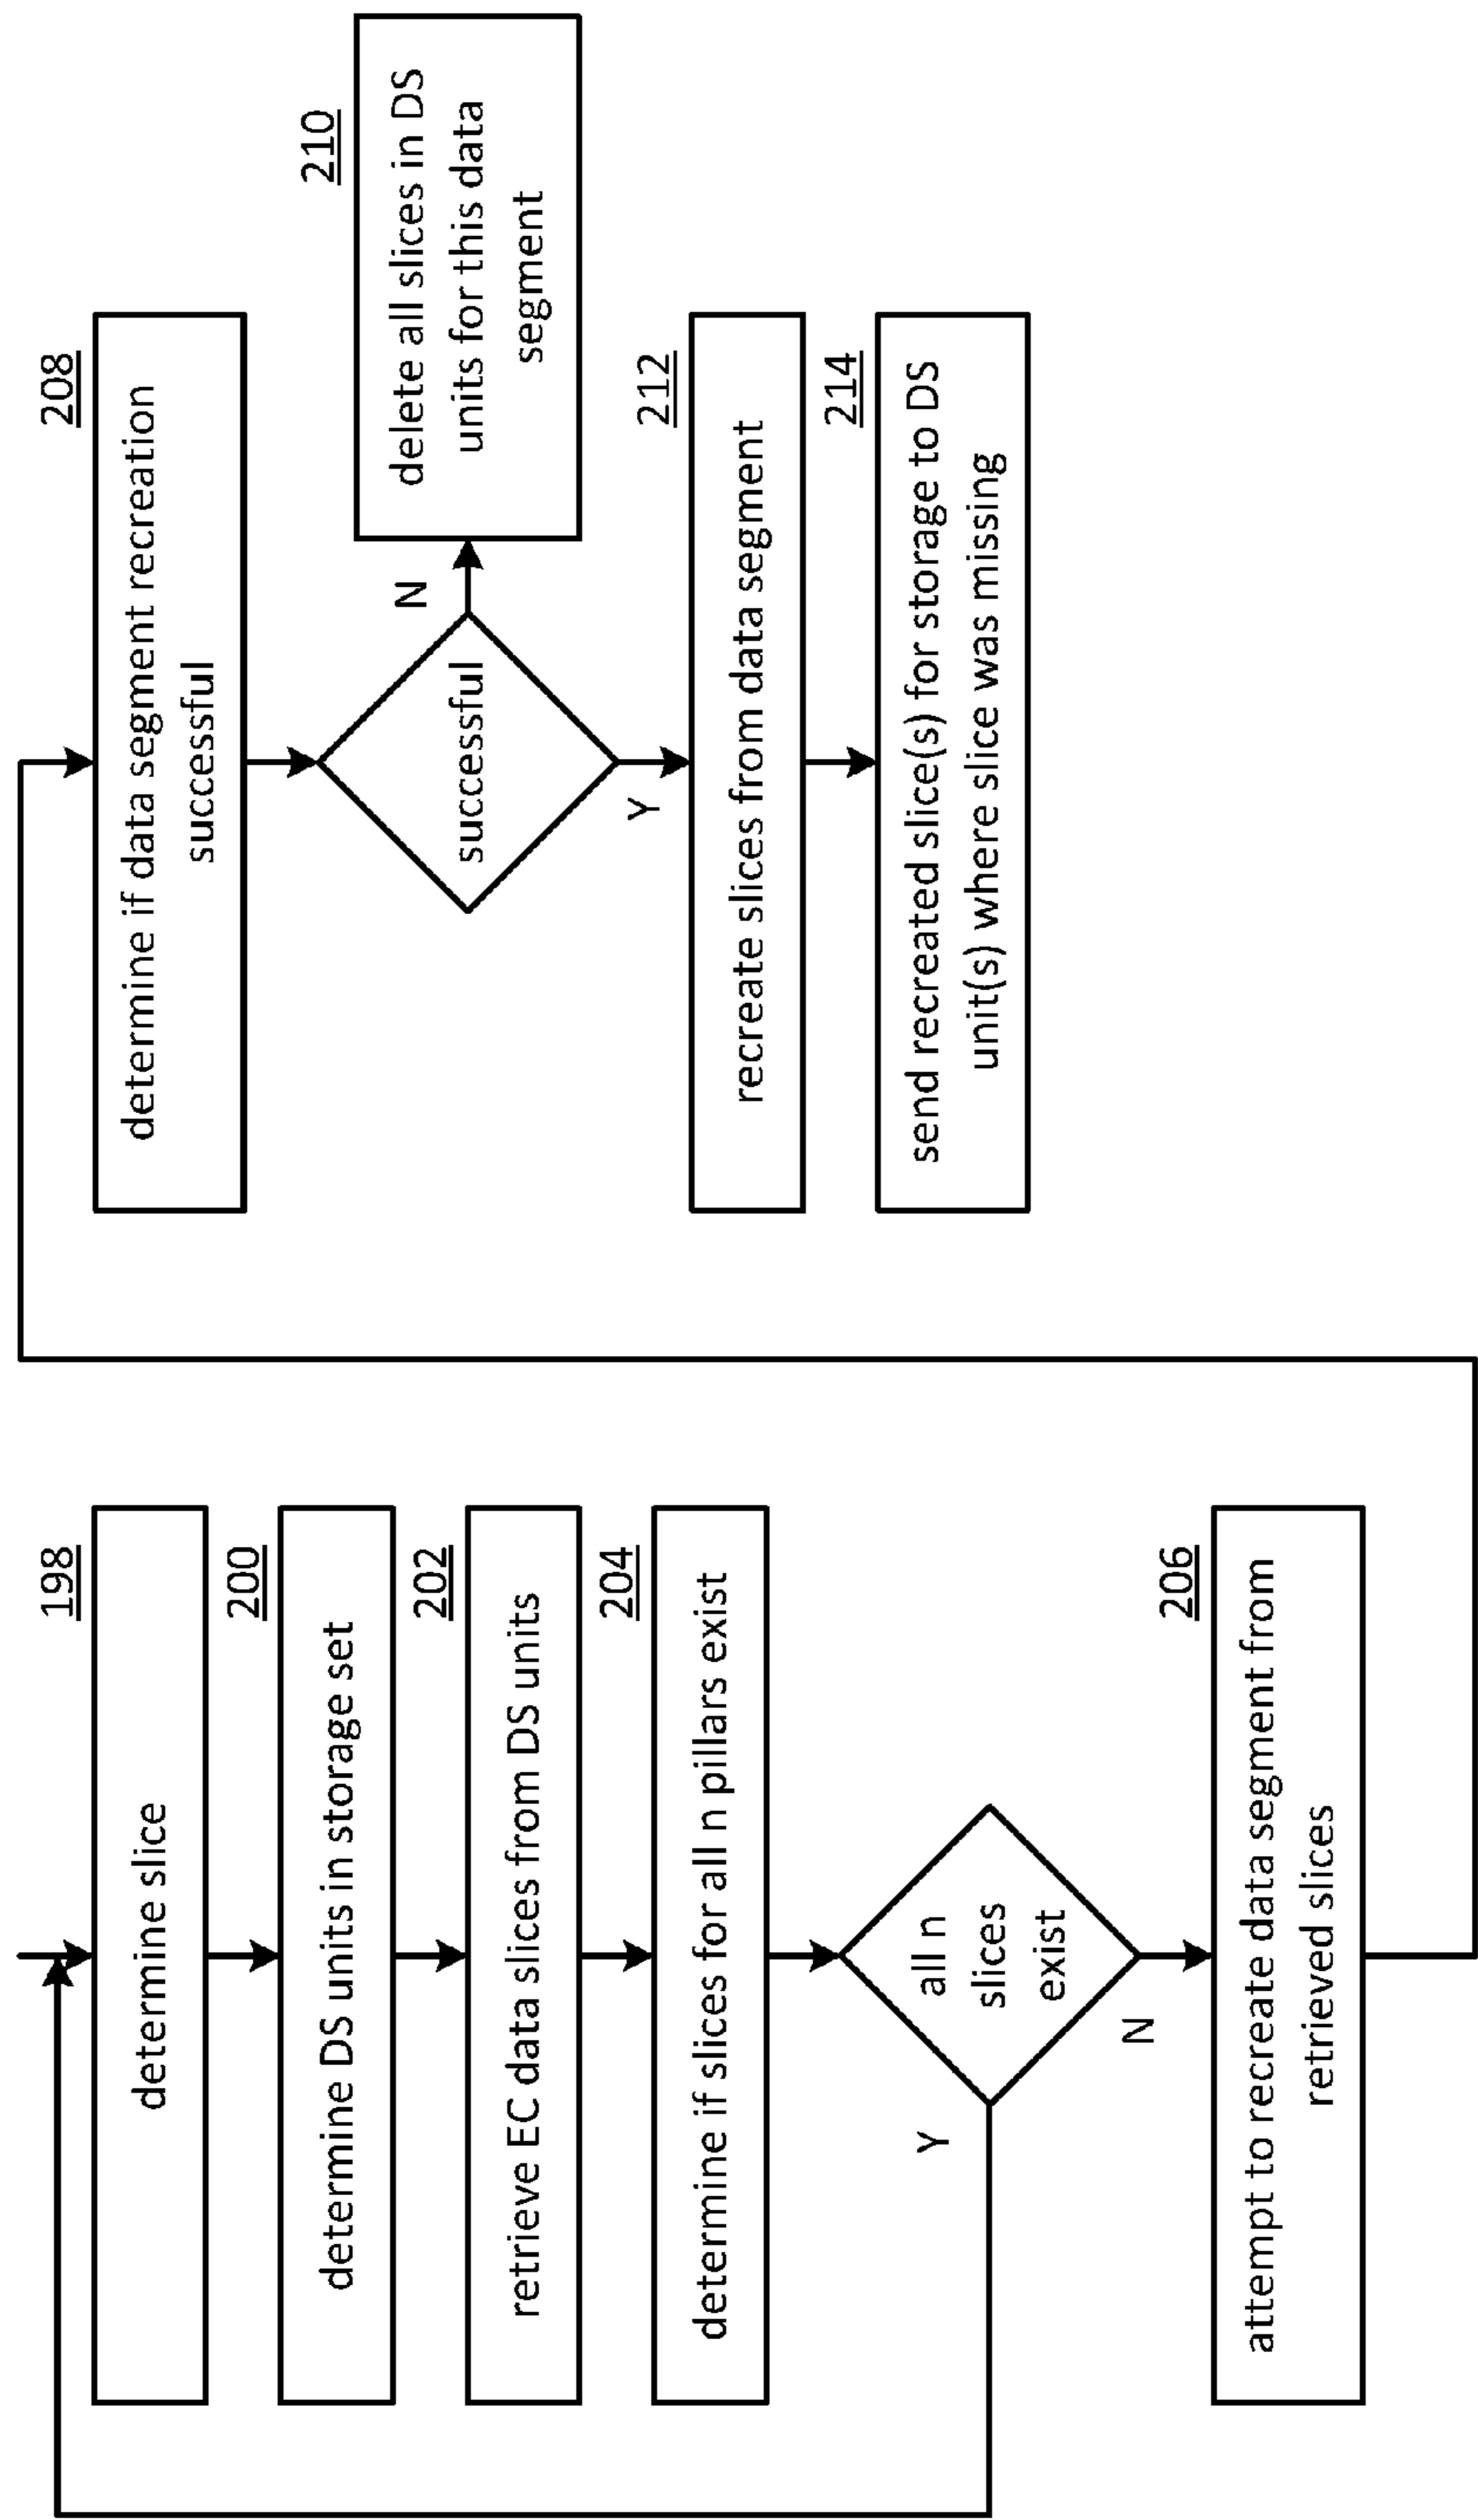 198
determine slice
200
determine DS units in storage set
202
retrieve EC data slices from DS units
204
determine if slices for all n pillars exist
all n
slices
exist
Y
N
206
attempt to recreate data segment from
retrieved slices
208
determine if data segment recreation
successful
successful
N
Y
210
delete all slices in DS
units for this data
segment
212
recreate slices from data segment
214
send recreated slice(s) for storage to DS
unit(s) where slice was missing